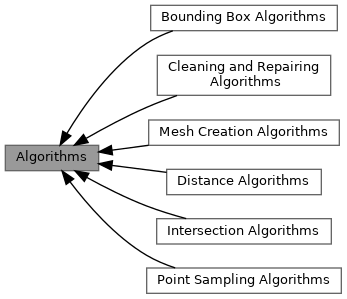 Bounding Box Algorithms
Cleaning and Repairing
Algorithms
Mesh Creation Algorithms
Algorithms
Distance Algorithms
Intersection Algorithms
Point Sampling Algorithms